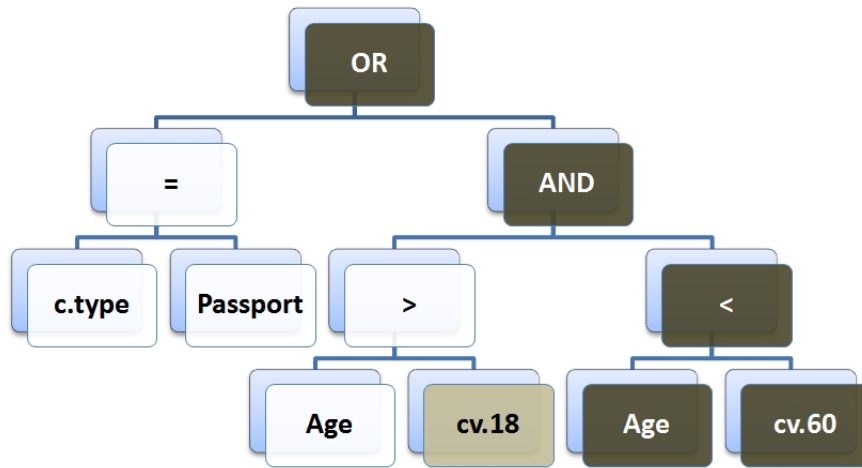 OR
=
AND
c.type
Passport
>
<
Age
cv.18
Age
cv.60